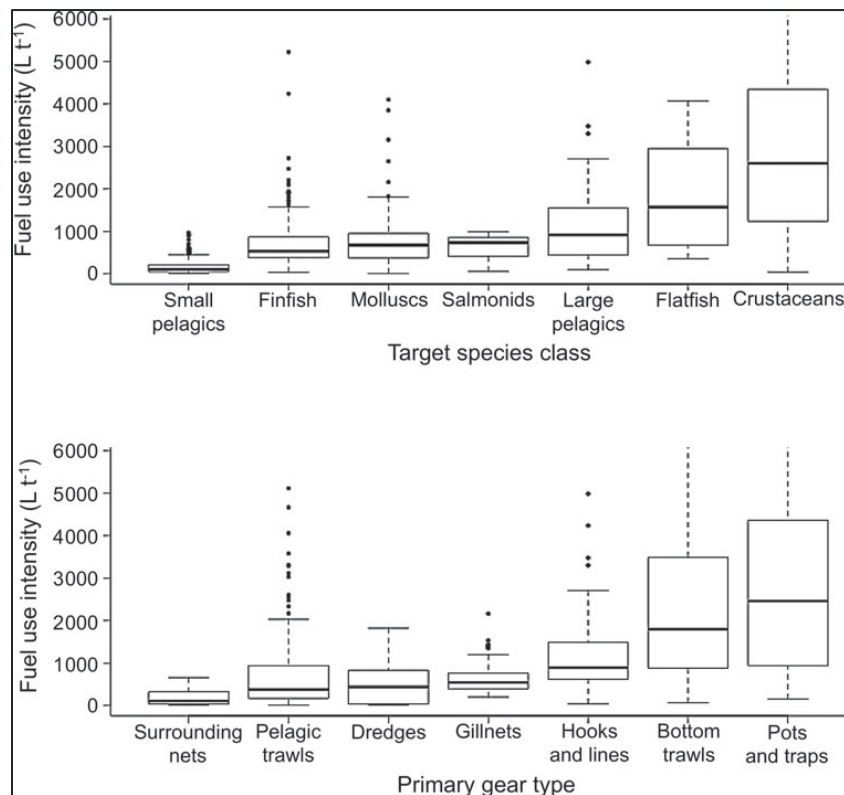 Fuel use intensity (L t⁻¹)
6000
5000
4000
3000
2000
1000
0
Small pelagics
Finfish
Molluscs
Salmonids
Large pelagics
Flatfish
Crustaceans
Target species class
Fuel use intensity (L t⁻¹)
6000
5000
4000
3000
2000
1000
0
Surrounding nets
Pelagic trawls
Dredges
Gillnets
Hooks and lines
Bottom trawls
Pots and traps
Primary gear type